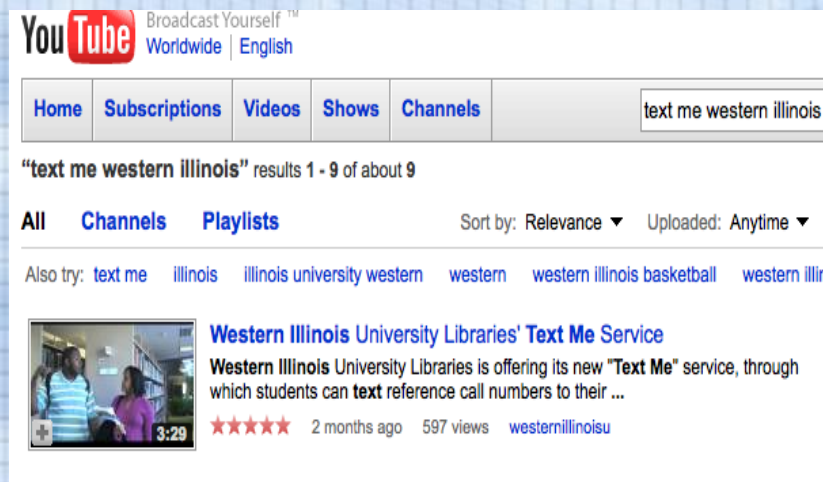 You Tube Broadcast Yourself ™
Worldwide English
Home Subscriptions Videos Shows Channels text me western illinois
“text me western illinois” results 1 - 9 of about 9
All Channels Playlists Sort by: Relevance ▼ Uploaded: Anytime ▼
Also try: text me illinois illinois university western western western illinois basketball western
Western Illinois University Libraries' Text Me Service
Western Illinois University Libraries is offering its new "Text Me" service, through
which students can text reference call numbers to their ...
3:29 2 months ago 597 views westernillinoisu